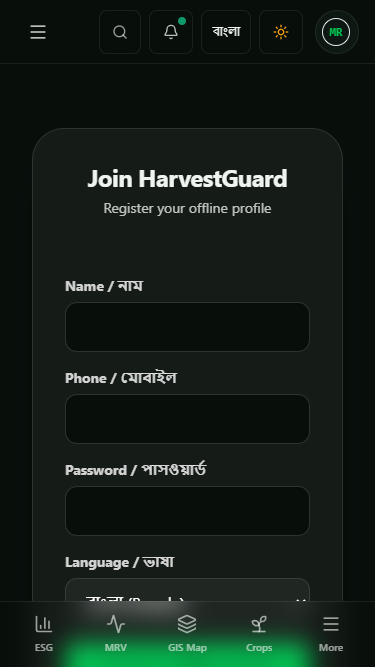 বাংলা
MR
Join HarvestGuard
Register your offline profile
Name / নাম
Phone / মোবাইল
Password / পাসওয়ার্ড
Language / ভাষা
ESG
MRV
GIS Map
Crops
More